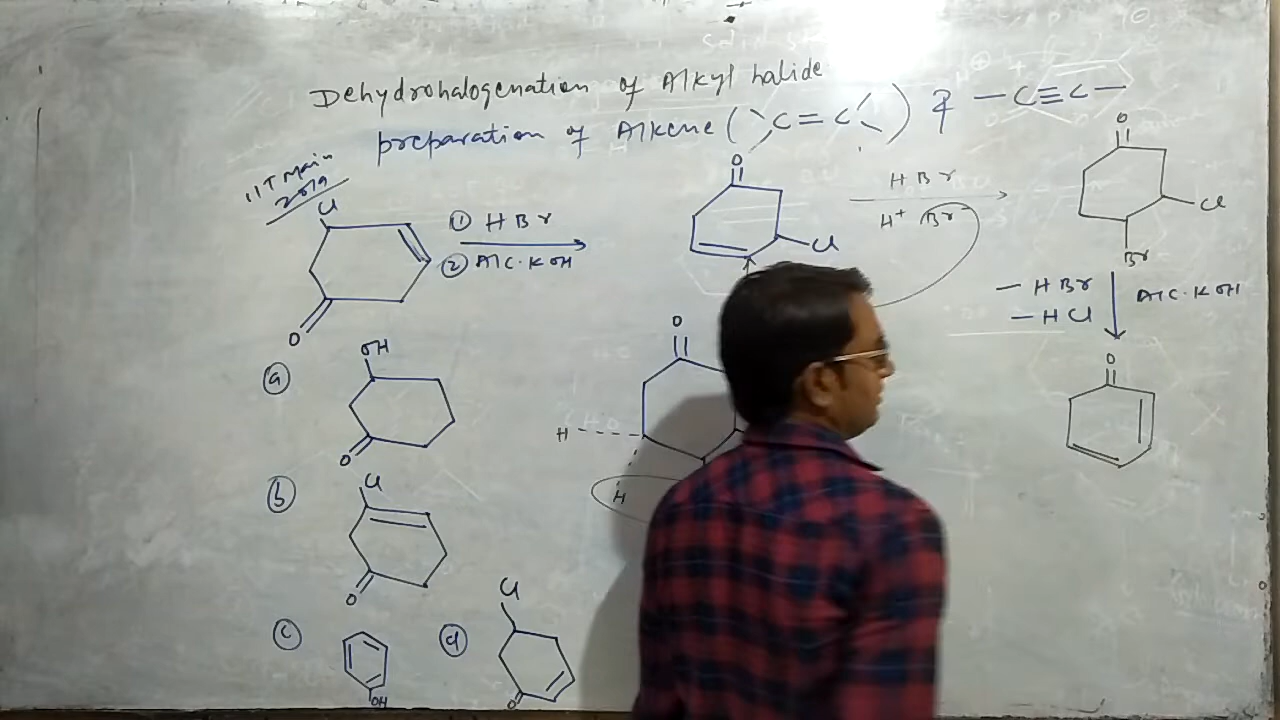 Dehydrohalogenation of Alkyl halide
preparation of Alkene ( C=C ) & -C≡C-
IIT Main
2019
Cl
O
① HBr
② Alc. KOH
O
Cl
HBr
H+ Br-
O
Cl
Br
- HBr
- HCl
Alc. KOH
O
ⓐ
OH
O
ⓑ
Cl
O
ⓒ
OH
ⓓ
Cl
O
O
H
H